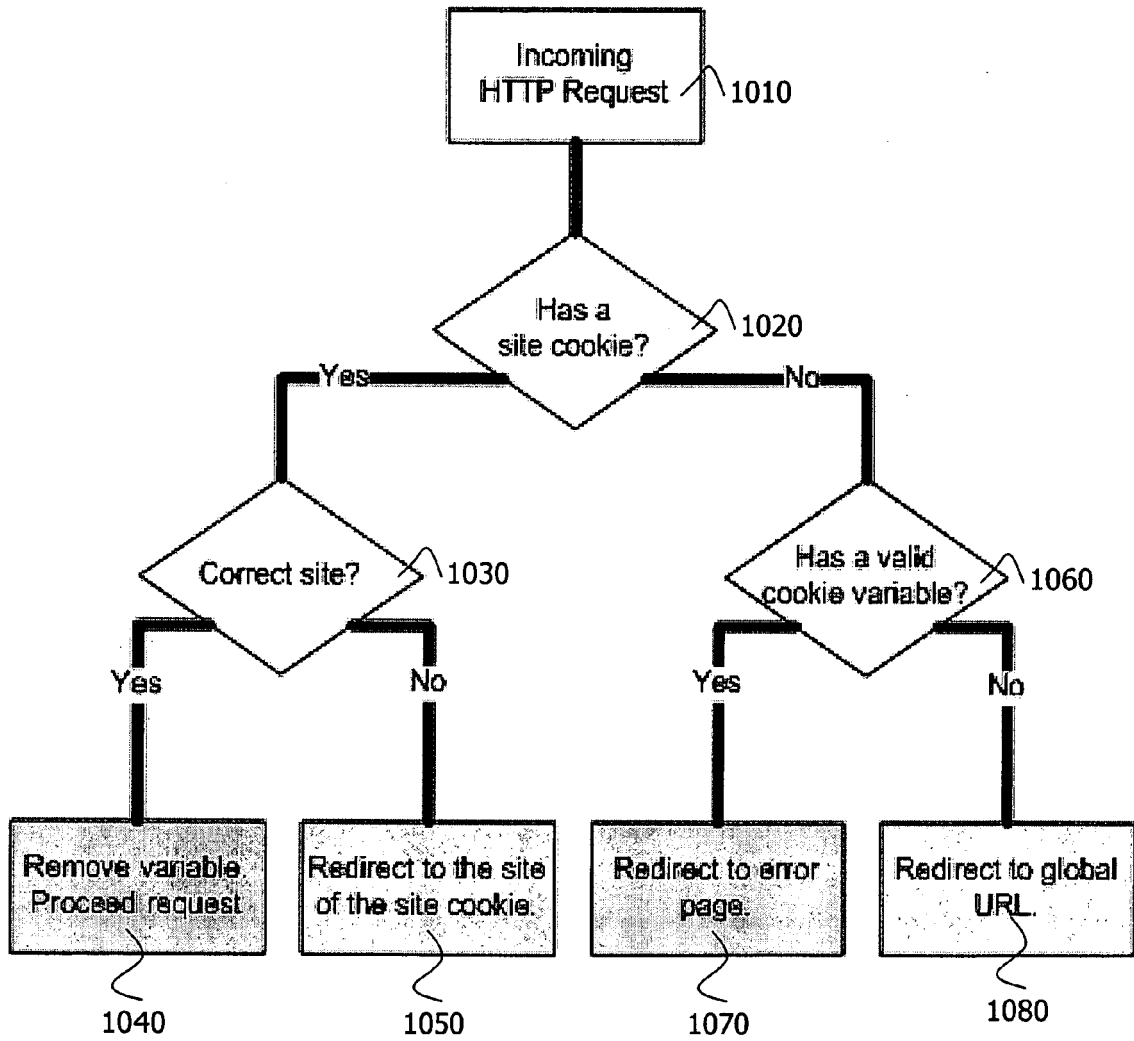 Incoming
HTTP Request
1010
Has a
site cookie?
1020
Yes
No
Correct site?
1030
Has a valid
cookie variable?
1060
Yes
No
Yes
No
Remove variable.
Proceed request
Redirect to the site
of the site cookie.
Redirect to error
page.
Redirect to global
URL.
1040
1050
1070
1080